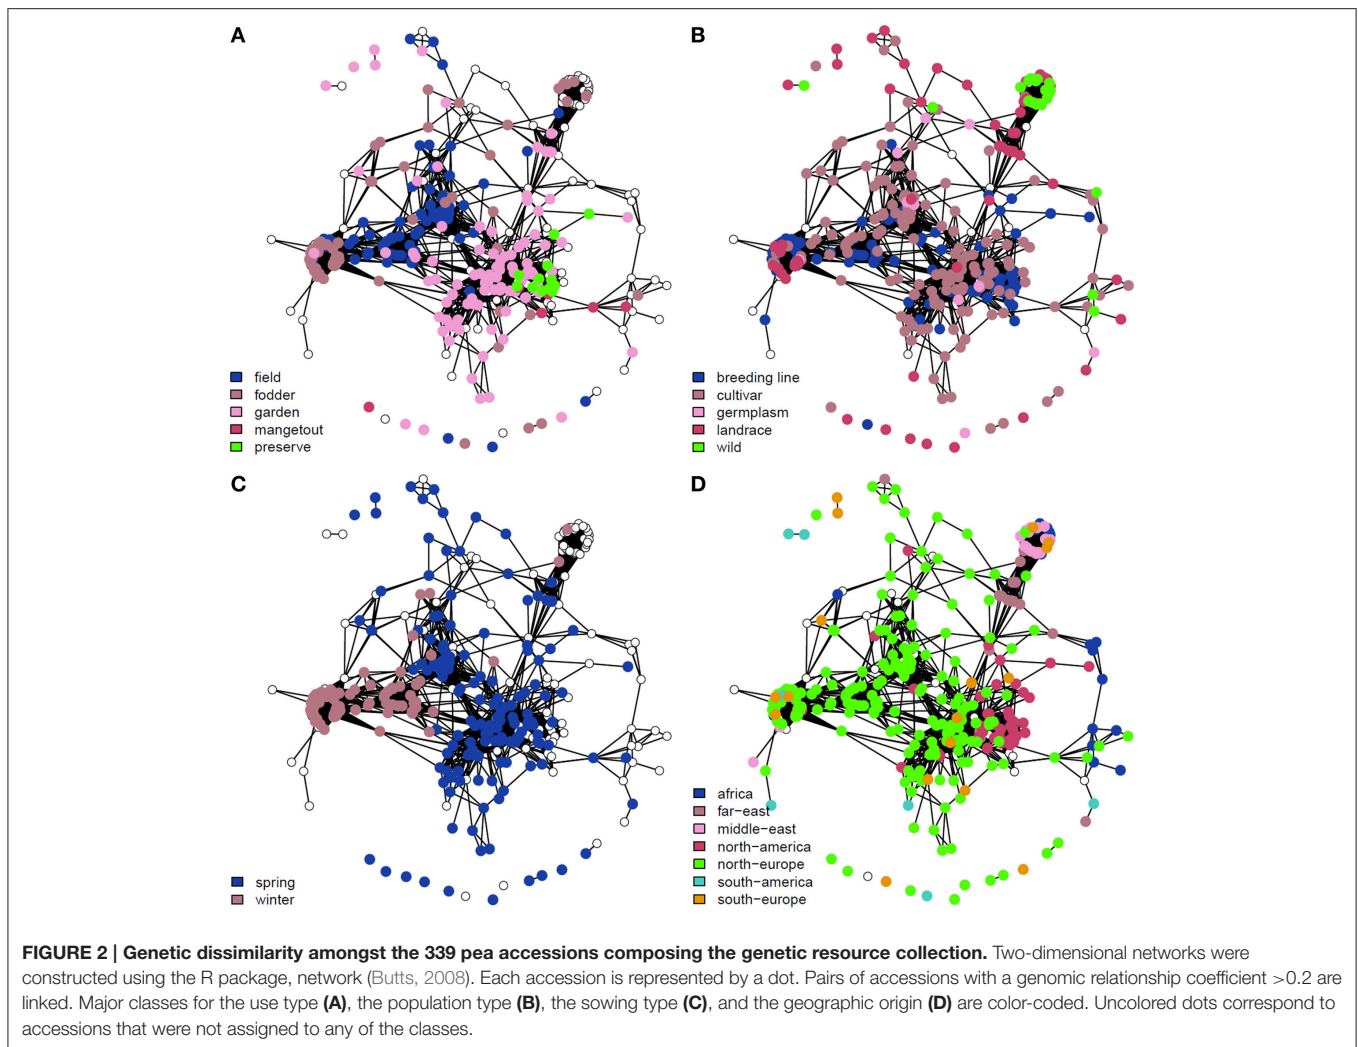 A
B
field
fodder
garden
mangetout
preserve
breeding line
cultivar
germplasm
landrace
wild
C
D
spring
winter
africa
far-east
middle-east
north-america
north-europe
south-america
south-europe
FIGURE 2 | Genetic dissimilarity amongst the 339 pea accessions composing the genetic resource collection. Two-dimensional networks were
constructed using the R package, network (Butts, 2008). Each accession is represented by a dot. Pairs of accessions with a genomic relationship coefficient >0.2 are
linked. Major classes for the use type (A), the population type (B), the sowing type (C), and the geographic origin (D) are color-coded. Uncolored dots correspond to
accessions that were not assigned to any of the classes.